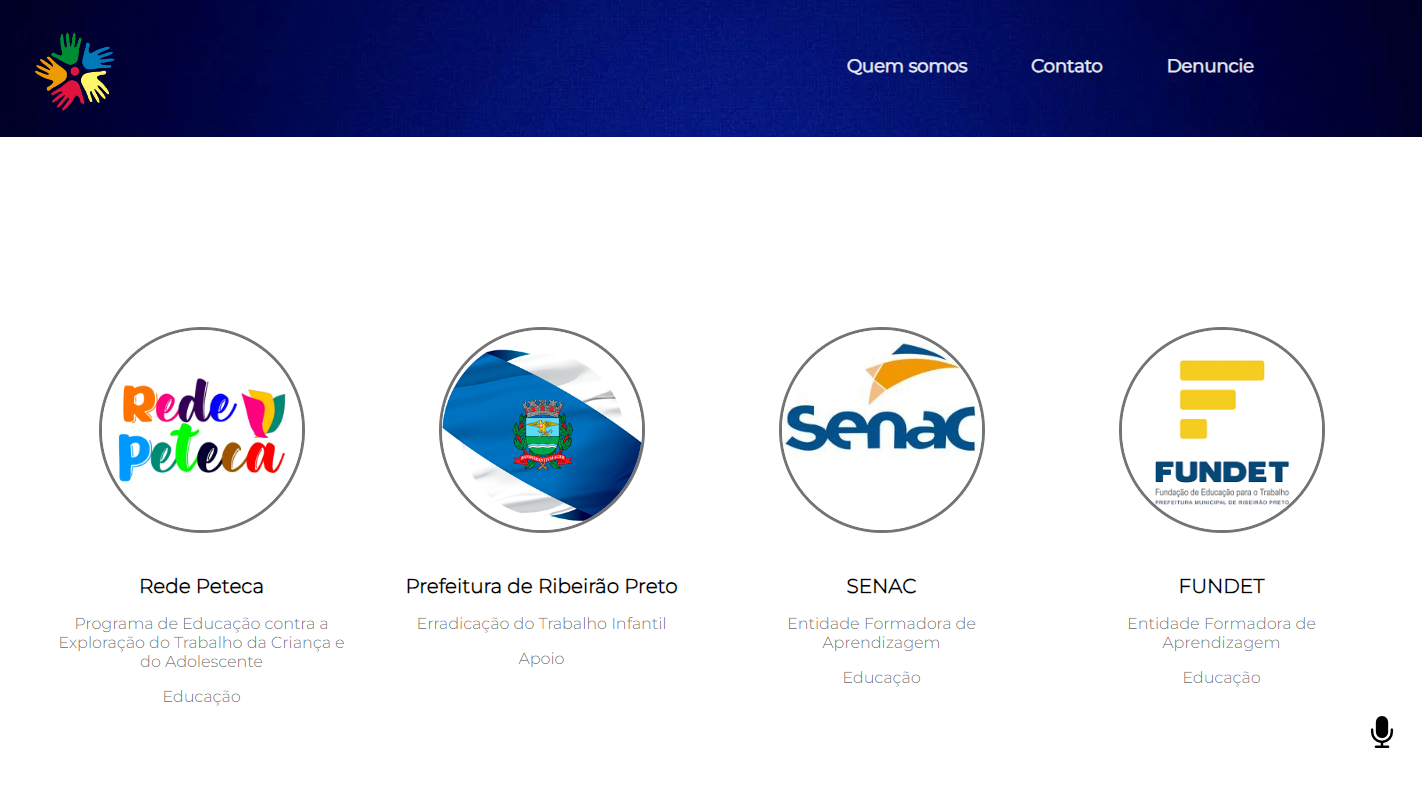 Quem somos Contato Denuncie
Rede
Peteca
Senac
FUNDET
Fundação de Educação para o Trabalho
PREFEITURA MUNICIPAL DE RIBEIRÃO PRETO
Rede Peteca
Programa de Educação contra a
Exploração do Trabalho da Criança e
do Adolescente
Educação
Prefeitura de Ribeirão Preto
Erradicação do Trabalho Infantil
Apoio
SENAC
Entidade Formadora de
Aprendizagem
Educação
FUNDET
Entidade Formadora de
Aprendizagem
Educação